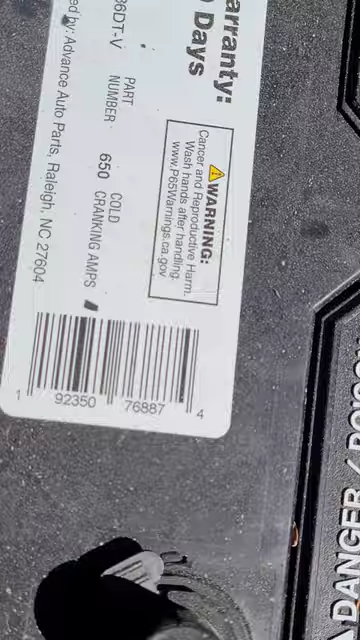 arranty:
Days
WARNING:
Cancer and Reproductive Harm.
Wash hands after handling.
www.P65Warnings.ca.gov
36DT-V
PART
NUMBER
650
COLD
CRANKING AMPS
ed by: Advance Auto Parts, Raleigh, NC 27604
1 92350 76887 4
DANGER /